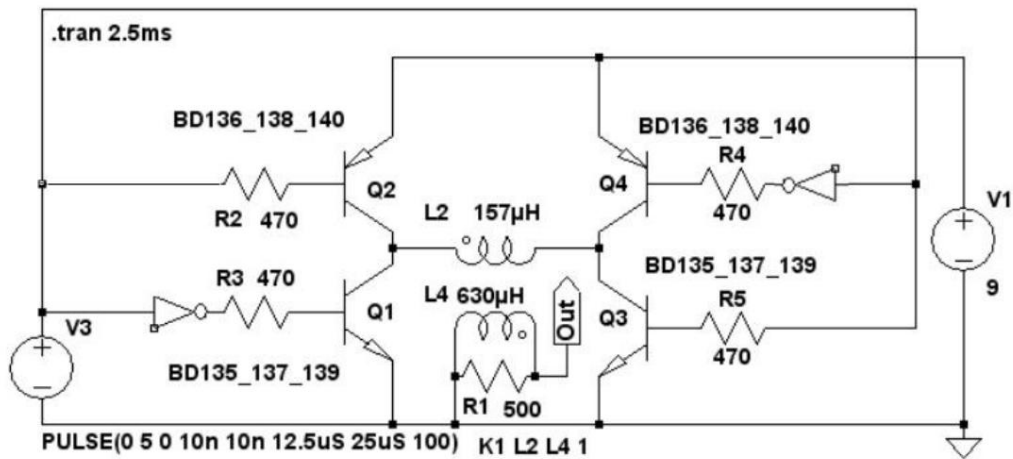 .tran 2.5ms
BD136_138_140
BD136_138_140
R4
Q2
Q4
R2 470
470
V1
L2 157µH
BD135_137_139
R3 470
L4 630µH
R5
9
V3
Q1
Out
Q3
470
BD135_137_139
R1 500
PULSE(0 5 0 10n 10n 12.5uS 25uS 100) K1 L2 L4 1